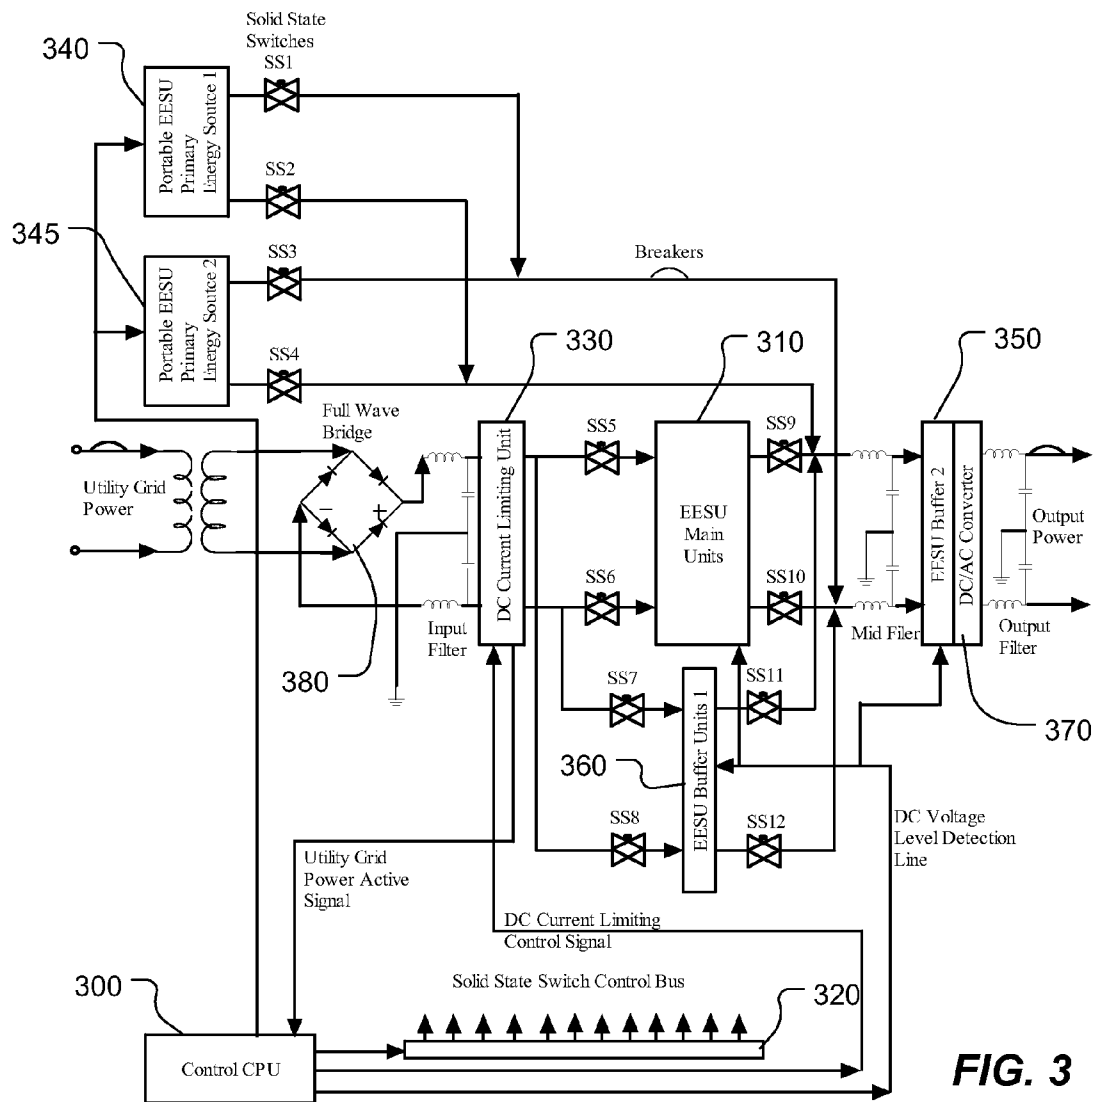 Solid State
Switches
340
SS1
Portable EESU
Primary
Energy Soutce 1
SS2
345
SS3
Breakers
Portable EESU
Primary
Energy Soutce 2
SS4
330
310
350
Full Wave
Bridge
SS5
SS9
Utility Grid
Power
−
+
DC Current Limiting Unit
EESU
Main
Units
EESU Buffer 2
DC/AC Converter
Output
Power
SS6
SS10
Input
Filter
Mid Filer
Output
Filter
380
SS7
SS11
370
360
EESU Buffer Units 1
SS8
SS12
DC Voltage
Level Detection
Line
Utility Grid
Power Active
Signal
DC Current Limiting
Control Signal
300
Solid State Switch Control Bus
320
Control CPU
FIG. 3